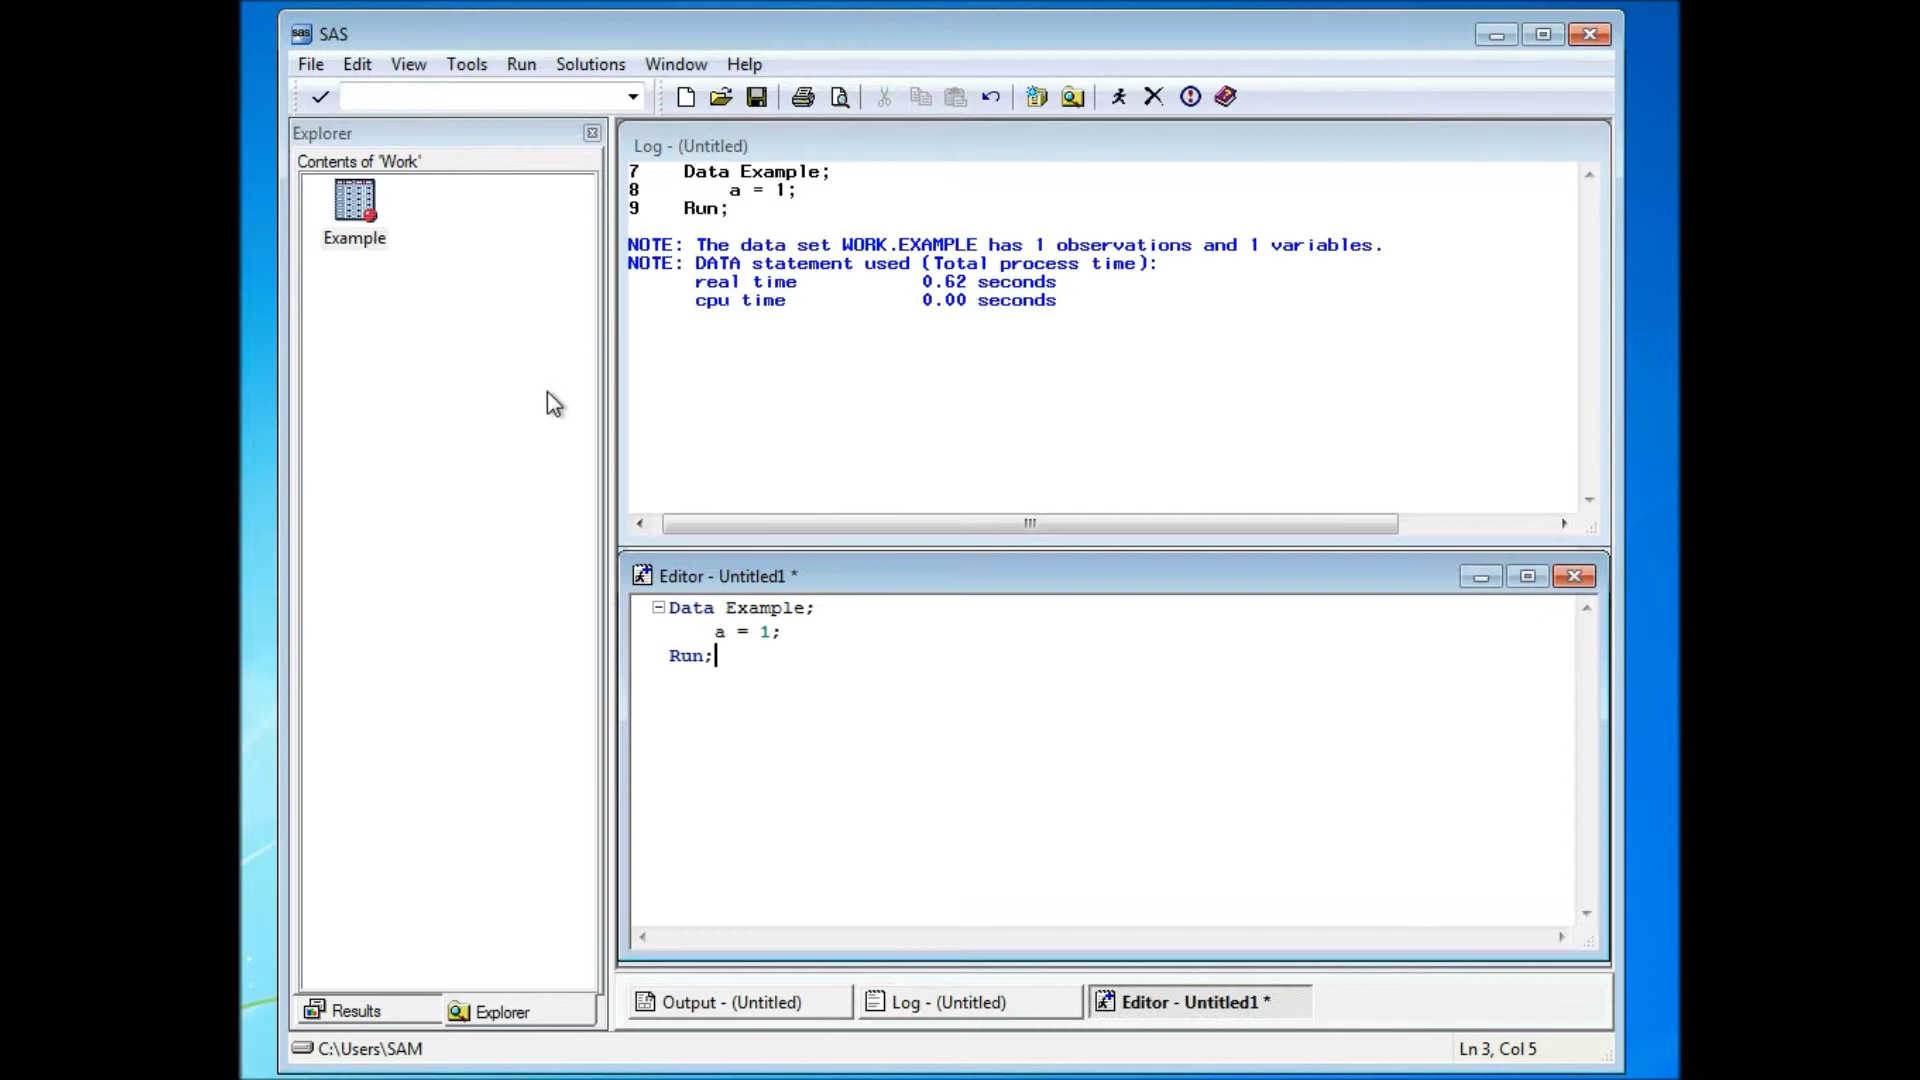 SAS
File Edit View Tools Run Solutions Window Help
Explorer
Contents of 'Work'
Example
Log - (Untitled)
7 Data Example;
8 a = 1;
9 Run;
NOTE: The data set WORK.EXAMPLE has 1 observations and 1 variables.
NOTE: DATA statement used (Total process time):
real time 0.62 seconds
cpu time 0.00 seconds
Editor - Untitled1 *
Data Example;
a = 1;
Run;
Results Explorer
Output - (Untitled) Log - (Untitled) Editor - Untitled1 *
C:\Users\SAM Ln 3, Col 5